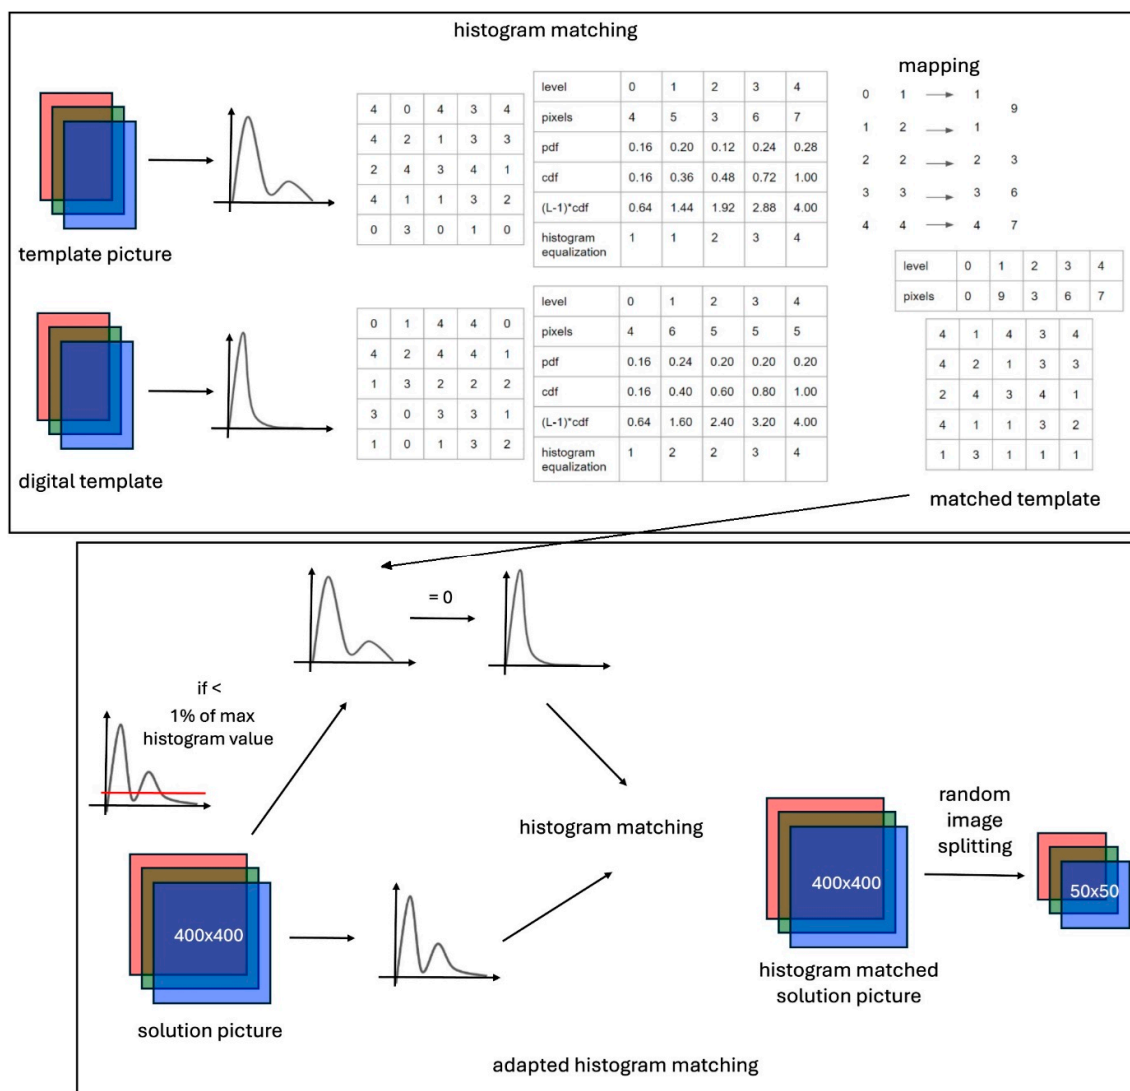 histogram matching
template picture
4 0 4 3 4
4 2 1 3 3
2 4 3 4 1
4 1 1 3 2
0 3 0 1 0
level 0 1 2 3 4
pixels 4 5 3 6 7
pdf 0.16 0.20 0.12 0.24 0.28
cdf 0.16 0.36 0.48 0.72 1.00
(L-1)*cdf 0.64 1.44 1.92 2.88 4.00
histogram
equalization 1 1 2 3 4
mapping
0 1 1
9
1 2 1
2 2 2 3
3 3 3 6
4 4 4 7
level 0 1 2 3 4
pixels 0 9 3 6 7
digital template
0 1 4 4 0
4 2 4 4 1
1 3 2 2 2
3 0 3 3 1
1 0 1 3 2
level 0 1 2 3 4
pixels 4 6 5 5 5
pdf 0.16 0.24 0.20 0.20 0.20
cdf 0.16 0.40 0.60 0.80 1.00
(L-1)*cdf 0.64 1.60 2.40 3.20 4.00
histogram
equalization 1 2 2 3 4
4 1 4 3 4
4 2 1 3 3
2 4 3 4 1
4 1 1 3 2
1 3 1 1 1
matched template
= 0
if <
1% of max
histogram value
histogram matching
400x400
solution picture
400x400
histogram matched
solution picture
random
image
splitting
50x50
adapted histogram matching